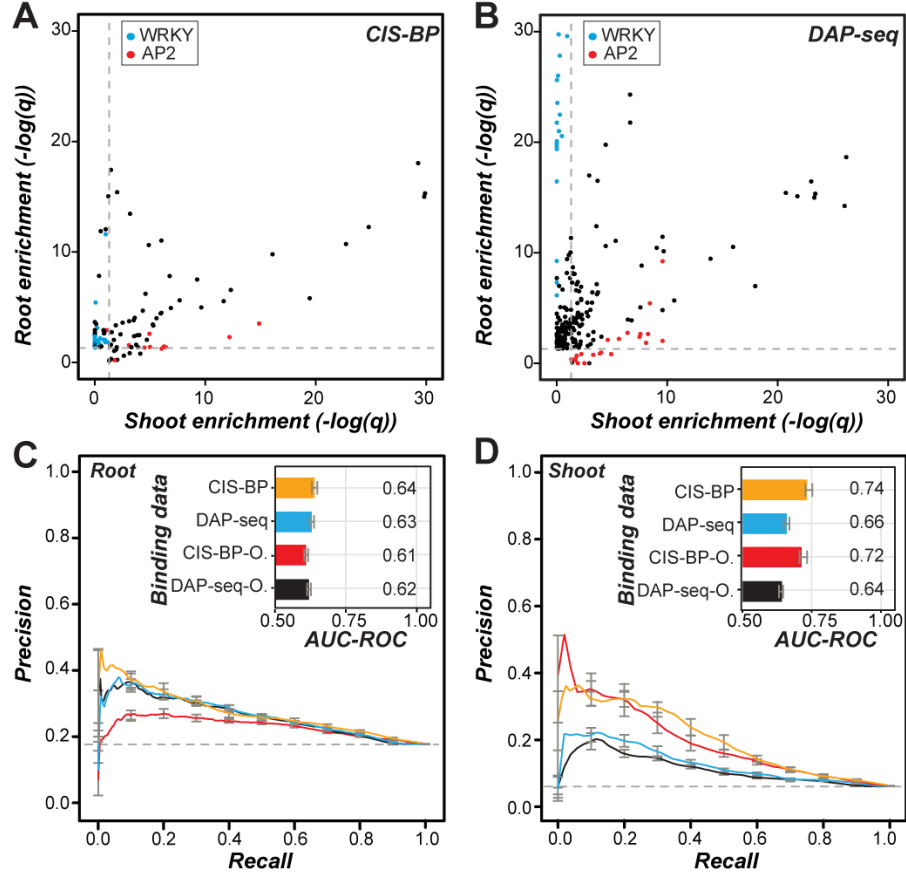 A
CIS-BP
WRKY
AP2
30
20
10
0
Root enrichment (-log(q))
0 10 20 30
Shoot enrichment (-log(q))
B
DAP-seq
WRKY
AP2
30
20
10
0
Root enrichment (-log(q))
0 10 20 30
Shoot enrichment (-log(q))
C
Root
Binding data
CIS-BP 0.64
DAP-seq 0.63
CIS-BP-O. 0.61
DAP-seq-O. 0.62
0.50 0.75 1.00
AUC-ROC
1.0
0.8
0.6
0.4
0.2
0.0
Precision
0.0 0.2 0.4 0.6 0.8 1.0
Recall
D
Shoot
Binding data
CIS-BP 0.74
DAP-seq 0.66
CIS-BP-O. 0.72
DAP-seq-O. 0.64
0.50 0.75 1.00
AUC-ROC
1.0
0.8
0.6
0.4
0.2
0.0
Precision
0.0 0.2 0.4 0.6 0.8 1.0
Recall